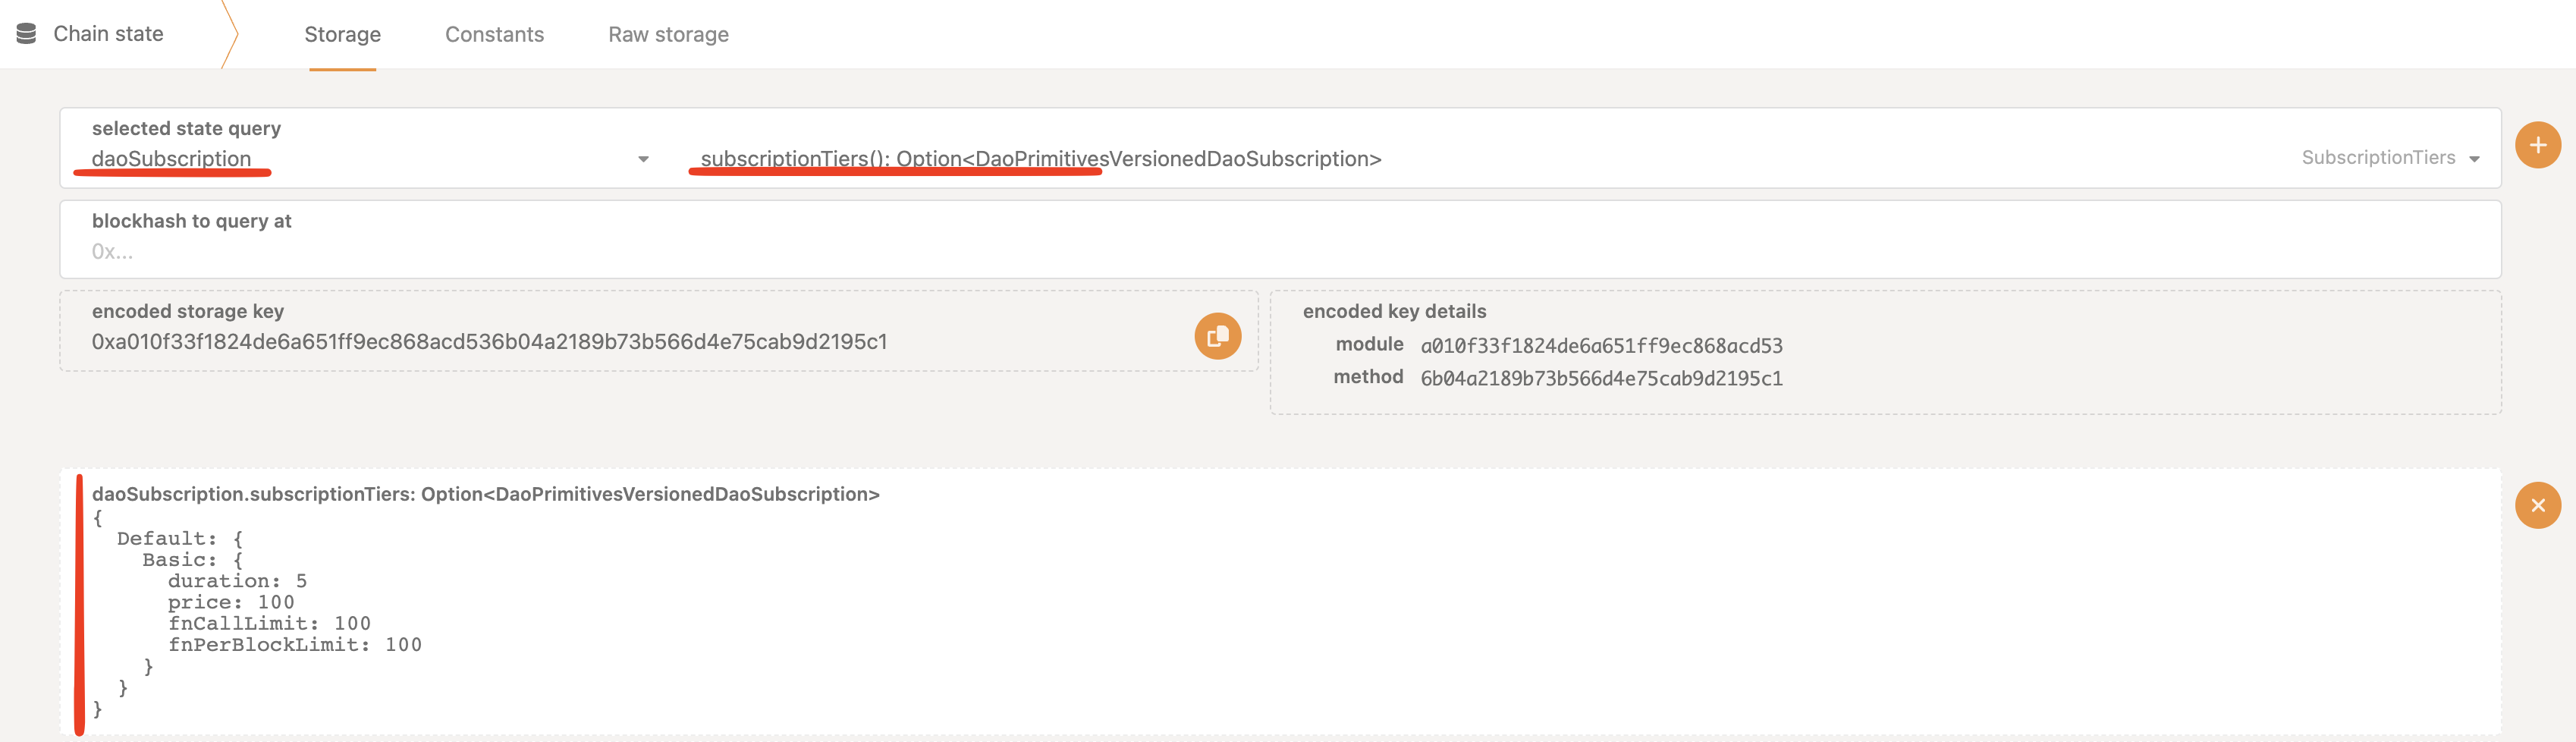 Chain state
Storage
Constants
Raw storage
selected state query
daoSubscription
subscriptionTiers(): Option<DaoPrimitivesVersionedDaoSubscription>
SubscriptionTiers
blockhash to query at
0x...
encoded storage key
0xa010f33f1824de6a651ff9ec868acd536b04a2189b73b566d4e75cab9d2195c1
encoded key details
module a010f33f1824de6a651ff9ec868acd53
method 6b04a2189b73b566d4e75cab9d2195c1
daoSubscription.subscriptionTiers: Option<DaoPrimitivesVersionedDaoSubscription>
{
  Default: {
    Basic: {
      duration: 5
      price: 100
      fnCallLimit: 100
      fnPerBlockLimit: 100
    }
  }
}